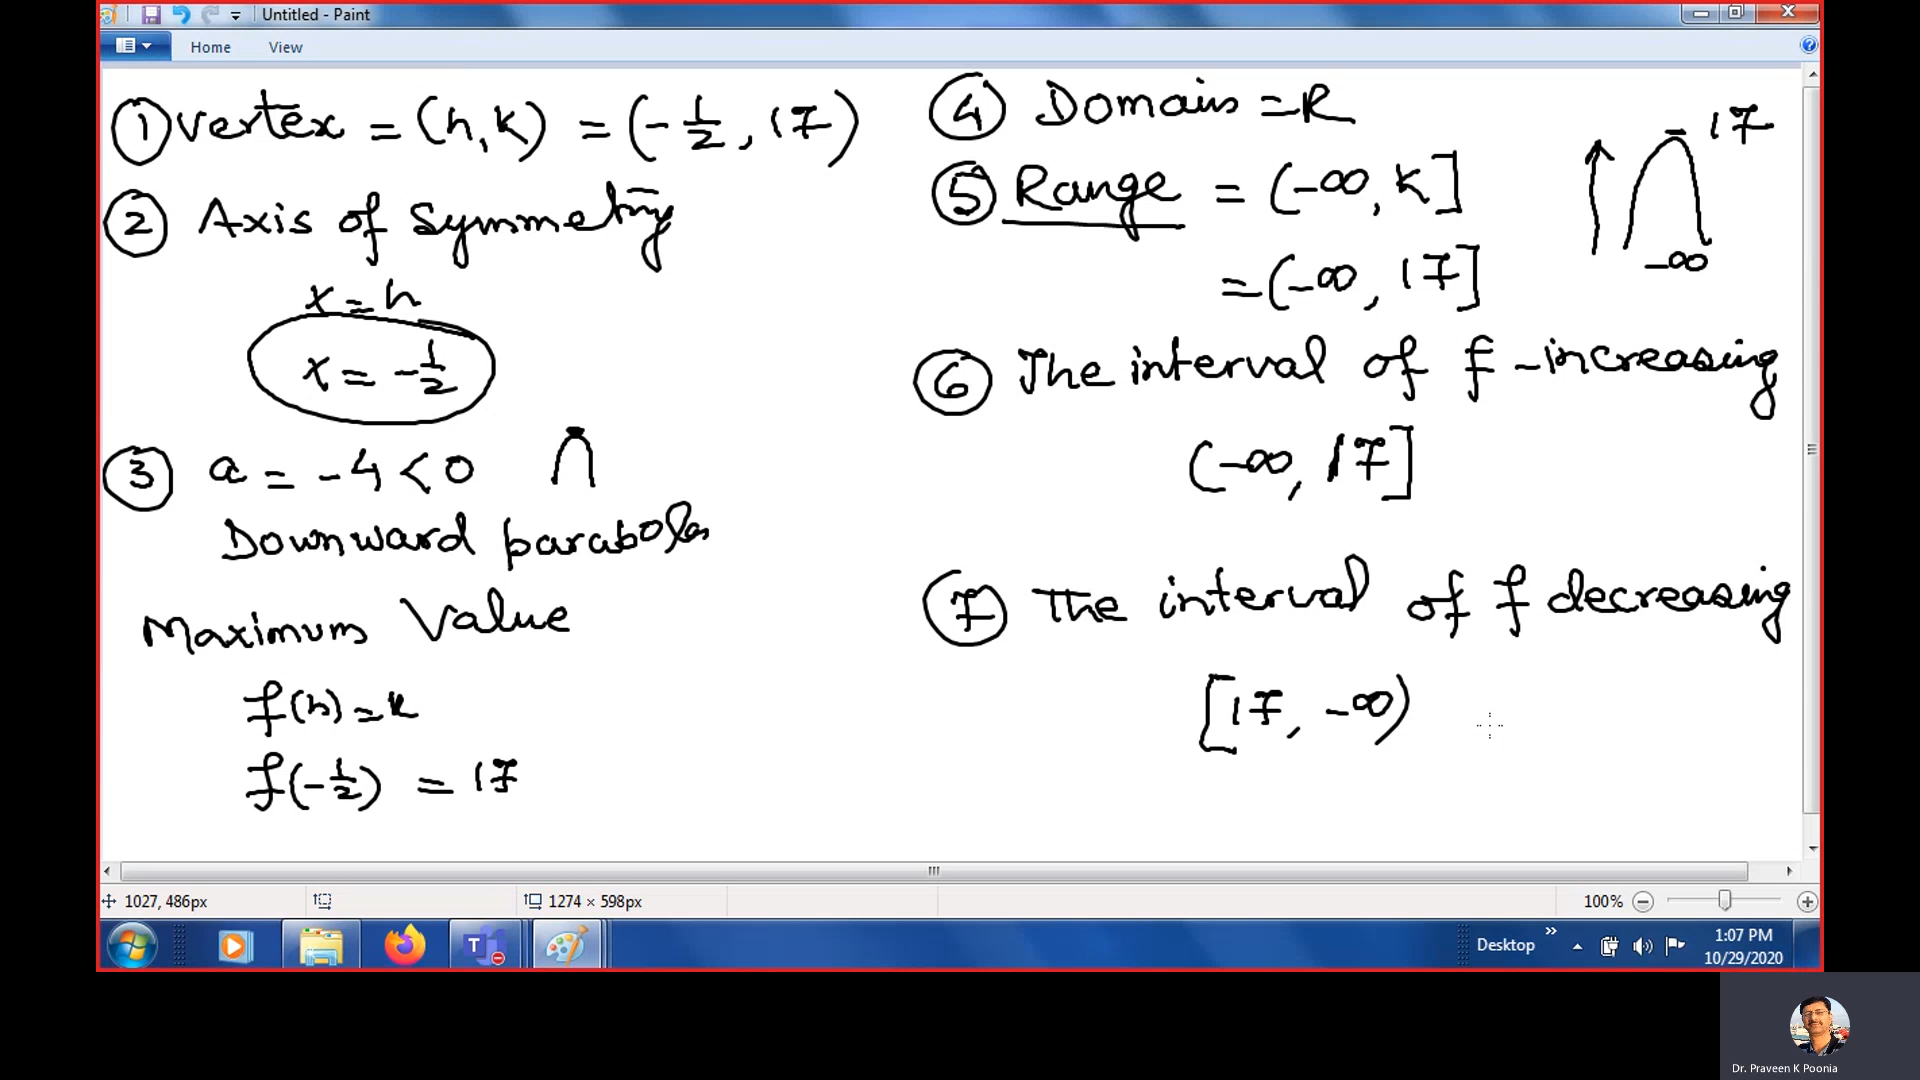 Untitled - Paint
Home View
① Vertex = (h, k) = (-1/2, 17)
② Axis of Symmetry
x = h
x = -1/2
③ a = -4 < 0
Downward parabola
Maximum Value
f(h) = k
f(-1/2) = 17
④ Domain = R
⑤ Range = (-∞, k]
= (-∞, 17]
17
-∞
⑥ The interval of f -increasing
(-∞, 17]
⑦ The interval of f decreasing
[17, -∞)
1027, 486px
1274 × 598px
100%
T
Desktop
1:07 PM
10/29/2020
Dr. Praveen K Poonia